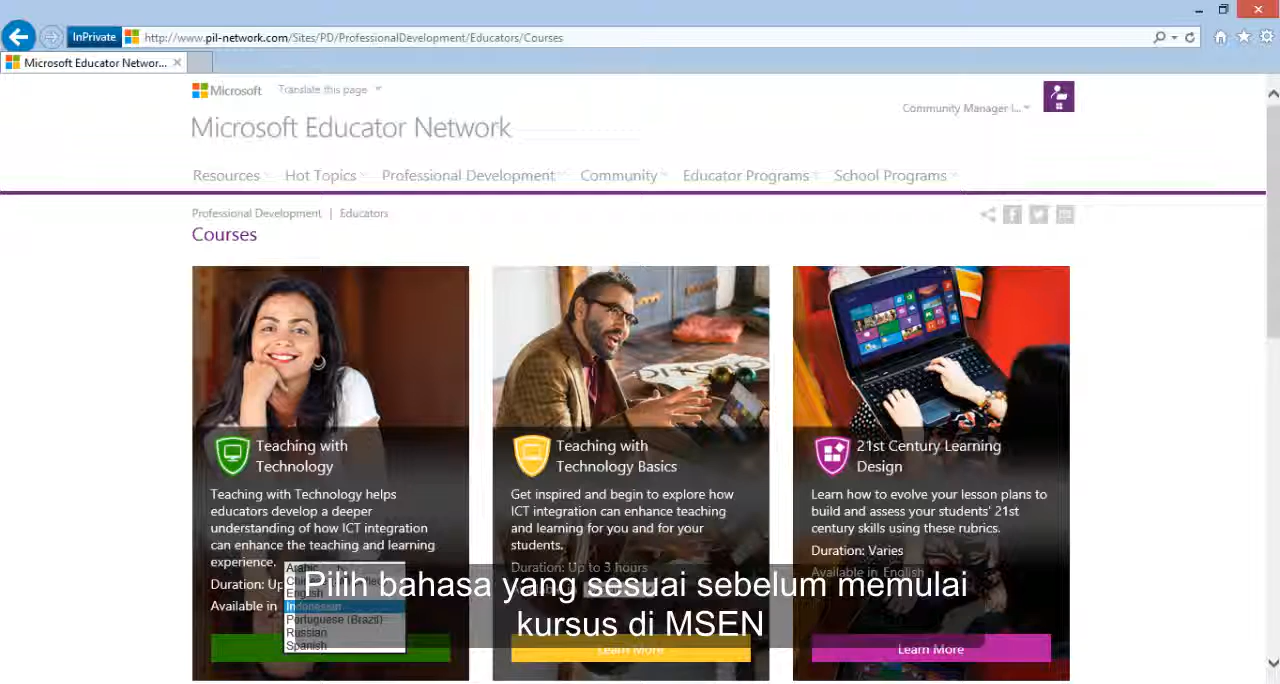 InPrivate
http://www.pil-network.com/Sites/PD/ProfessionalDevelopment/Educators/Courses
Microsoft Educator Networ...
Microsoft
Translate this page
Community Manager I...
Microsoft Educator Network
Resources
Hot Topics
Professional Development
Community
Educator Programs
School Programs
Professional Development | Educators
Courses
Teaching with
Technology
Teaching with Technology helps
educators develop a deeper
understanding of how ICT integration
can enhance the teaching and learning
experience.
Duration: Up
Available in
Arabic
English
Indonesian
Portuguese (Brazil)
Russian
Spanish
Teaching with
Technology Basics
Get inspired and begin to explore how
ICT integration can enhance teaching
and learning for you and for your
students.
Duration: Up to 3 hours
Learn More
21st Century Learning
Design
Learn how to evolve your lesson plans to
build and assess your students' 21st
century skills using these rubrics.
Duration: Varies
Available in English
Learn More
Pilih bahasa yang sesuai sebelum memulai
kursus di MSEN